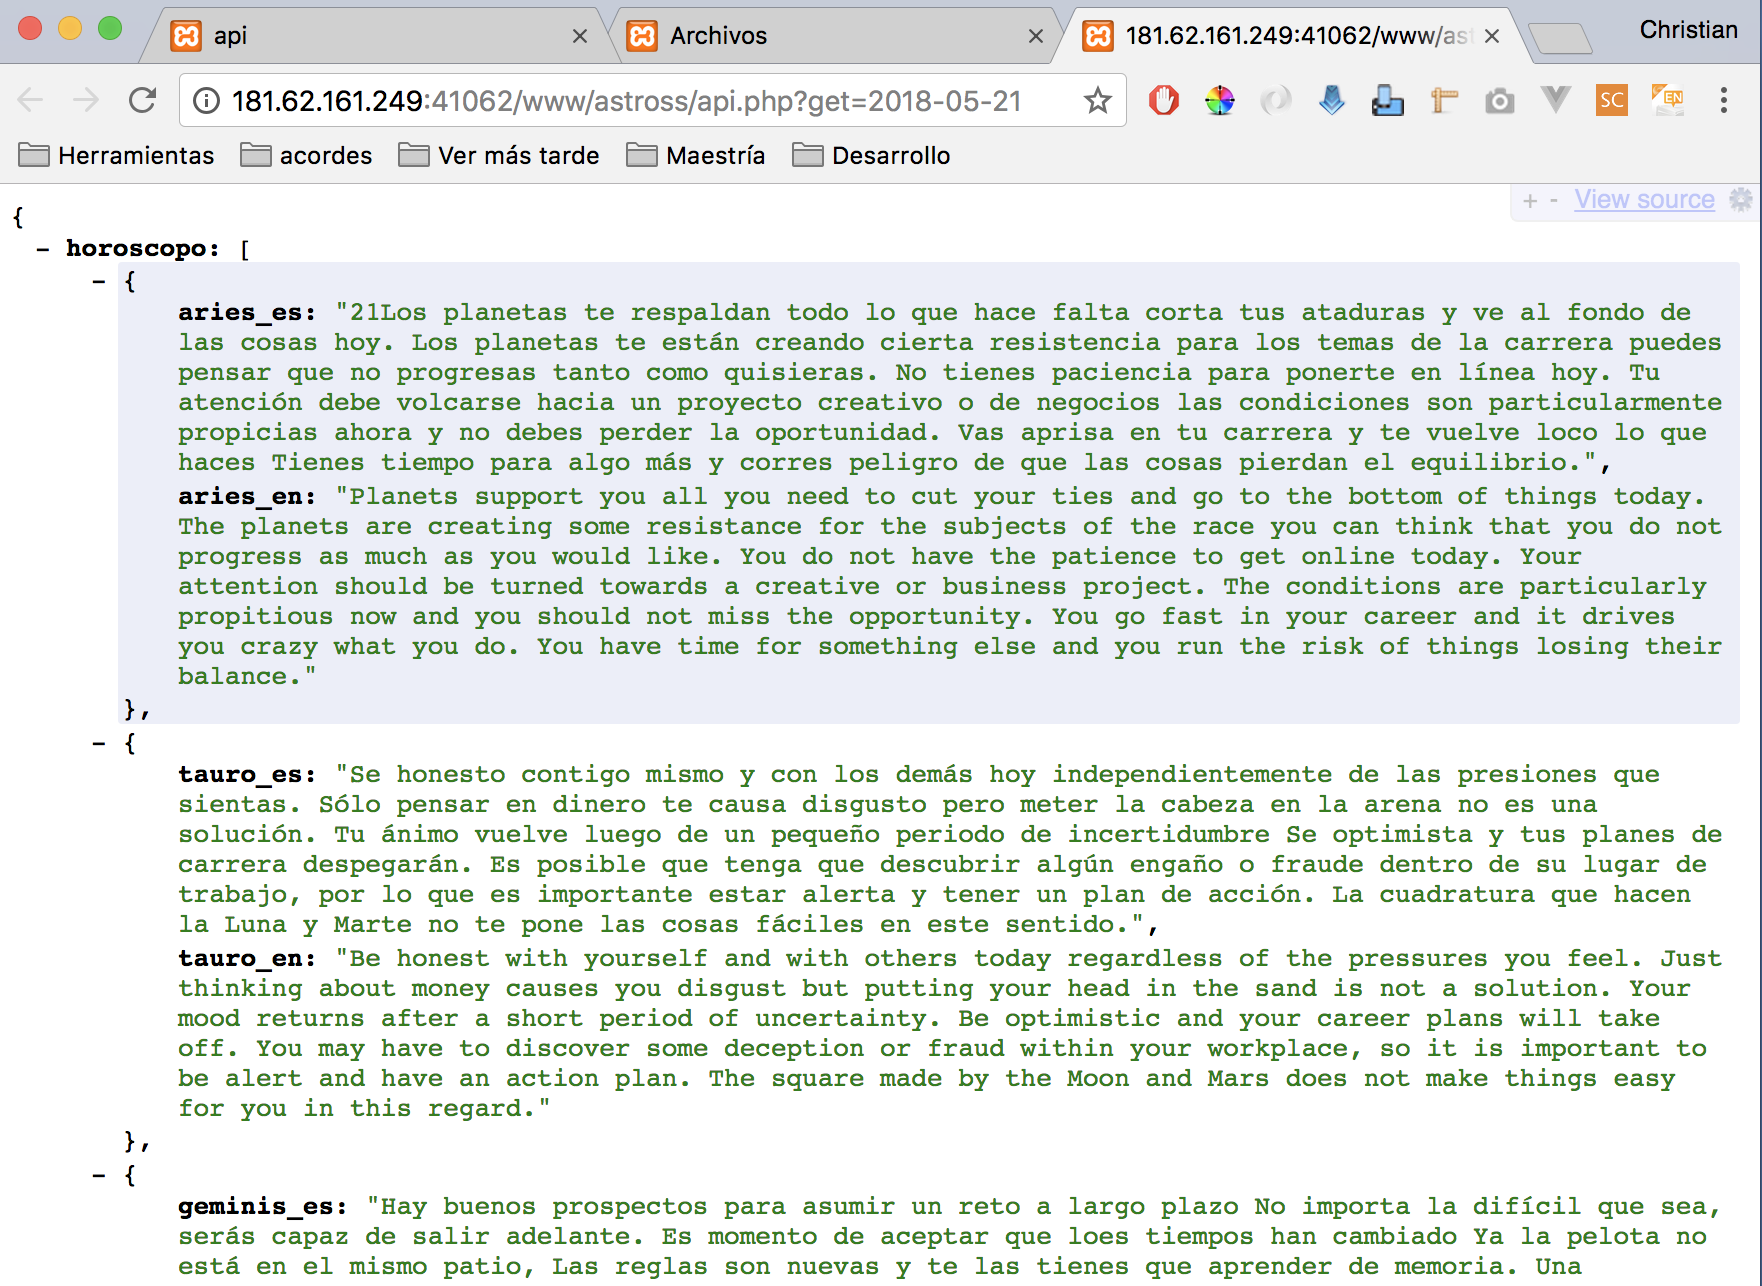 api
Archivos
181.62.161.249:41062/www/ast
Christian
181.62.161.249:41062/www/astross/api.php?get=2018-05-21
SC
EN
Herramientas
acordes
Ver más tarde
Maestría
Desarrollo
+ - View source
{
- horoscopo: [
- {
aries_es: "21Los planetas te respaldan todo lo que hace falta corta tus ataduras y ve al fondo de
las cosas hoy. Los planetas te están creando cierta resistencia para los temas de la carrera puedes
pensar que no progresas tanto como quisieras. No tienes paciencia para ponerte en línea hoy. Tu
atención debe volcarse hacia un proyecto creativo o de negocios las condiciones son particularmente
propicias ahora y no debes perder la oportunidad. Vas aprisa en tu carrera y te vuelve loco lo que
haces Tienes tiempo para algo más y corres peligro de que las cosas pierdan el equilibrio.",
aries_en: "Planets support you all you need to cut your ties and go to the bottom of things today.
The planets are creating some resistance for the subjects of the race you can think that you do not
progress as much as you would like. You do not have the patience to get online today. Your
attention should be turned towards a creative or business project. The conditions are particularly
propitious now and you should not miss the opportunity. You go fast in your career and it drives
you crazy what you do. You have time for something else and you run the risk of things losing their
balance."
},
- {
tauro_es: "Se honesto contigo mismo y con los demás hoy independientemente de las presiones que
sientas. Sólo pensar en dinero te causa disgusto pero meter la cabeza en la arena no es una
solución. Tu ánimo vuelve luego de un pequeño periodo de incertidumbre Se optimista y tus planes de
carrera despegarán. Es posible que tenga que descubrir algún engaño o fraude dentro de su lugar de
trabajo, por lo que es importante estar alerta y tener un plan de acción. La cuadratura que hacen
la Luna y Marte no te pone las cosas fáciles en este sentido.",
tauro_en: "Be honest with yourself and with others today regardless of the pressures you feel. Just
thinking about money causes you disgust but putting your head in the sand is not a solution. Your
mood returns after a short period of uncertainty. Be optimistic and your career plans will take
off. You may have to discover some deception or fraud within your workplace, so it is important to
be alert and have an action plan. The square made by the Moon and Mars does not make things easy
for you in this regard."
},
- {
geminis_es: "Hay buenos prospectos para asumir un reto a largo plazo No importa la difícil que sea,
serás capaz de salir adelante. Es momento de aceptar que loes tiempos han cambiado Ya la pelota no
está en el mismo patio, Las reglas son nuevas y te las tienes que aprender de memoria. Una